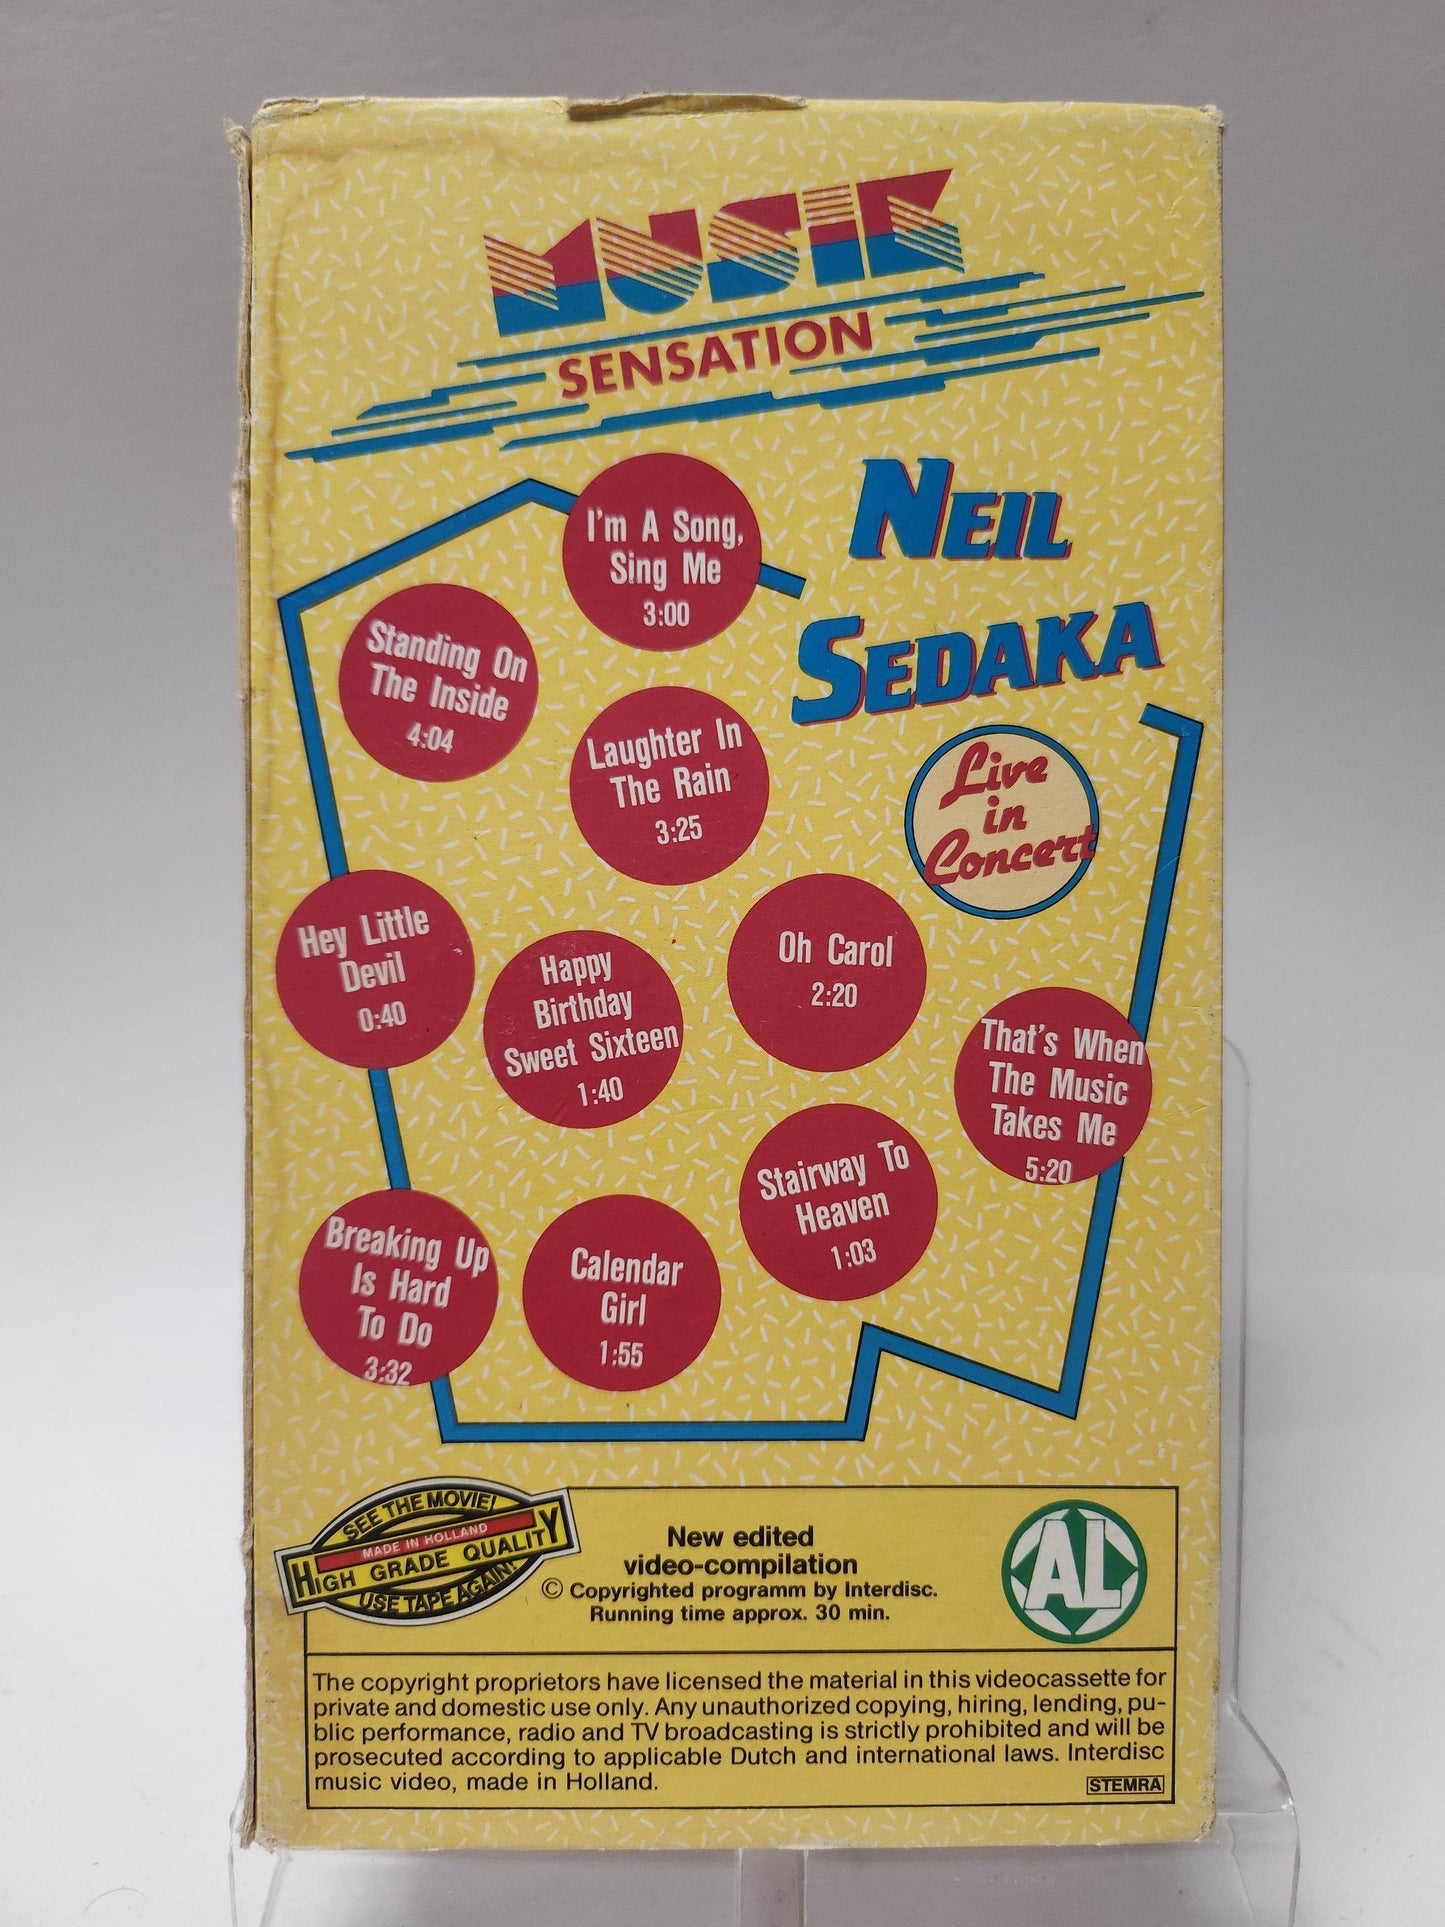 MUSIK
SENSATION
NEIL
SEDAKA
Live
in
Concert
I'm A Song,
Sing Me
3:00
Standing On
The Inside
4:04
Laughter In
The Rain
3:25
Hey Little
Devil
0:40
Happy
Birthday
Sweet Sixteen
1:40
Oh Carol
2:20
That's When
The Music
Takes Me
5:20
Stairway To
Heaven
1:03
Breaking Up
Is Hard
To Do
3:32
Calendar
Girl
1:55
SEE THE MOVIE!
MADE IN HOLLAND
HIGH GRADE QUALITY
USE TAPE AGAIN!
New edited
video-compilation
© Copyrighted programm by Interdisc.
Running time approx. 30 min.
AL
The copyright proprietors have licensed the material in this videocassette for
private and domestic use only. Any unauthorized copying, hiring, lending, pu-
blic performance, radio and TV broadcasting is strictly prohibited and will be
prosecuted according to applicable Dutch and international laws. Interdisc
music video, made in Holland.
STEMRA